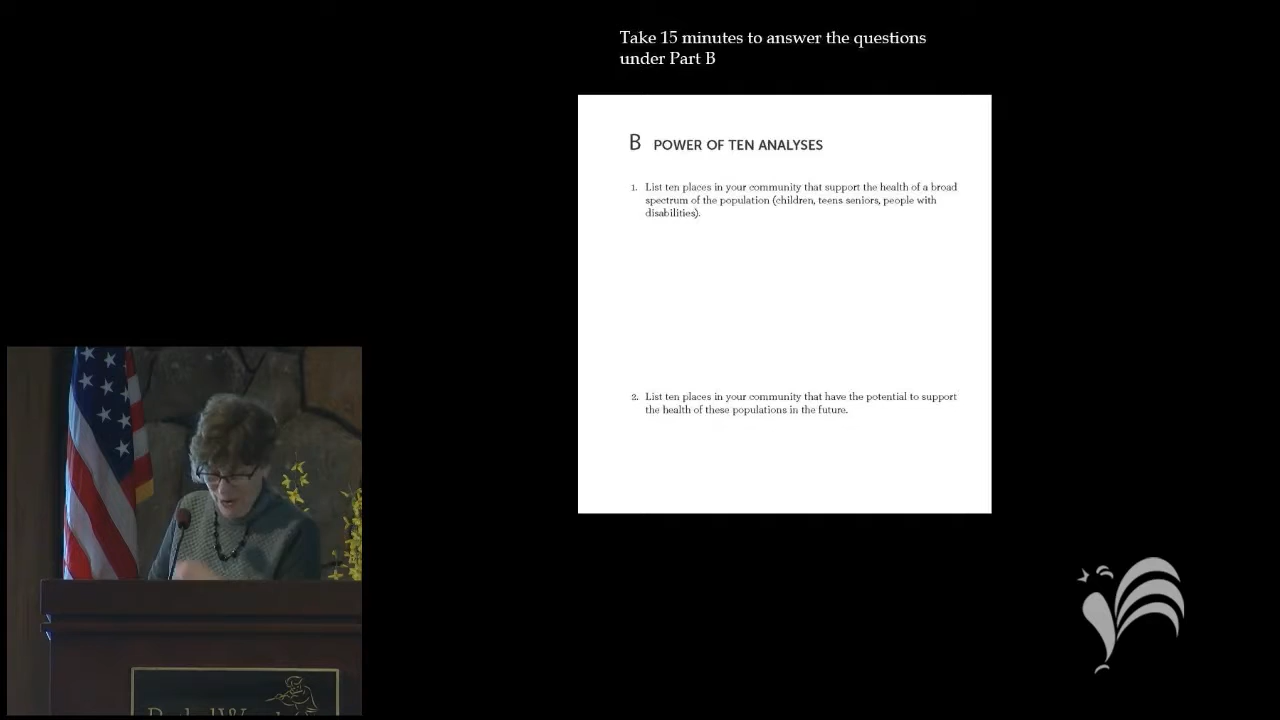 Take 15 minutes to answer the questions
under Part B
B POWER OF TEN ANALYSES
1. List ten places in your community that support the health of a broad
spectrum of the population (children, teens seniors, people with
disabilities).
2. List ten places in your community that have the potential to support
the health of these populations in the future.